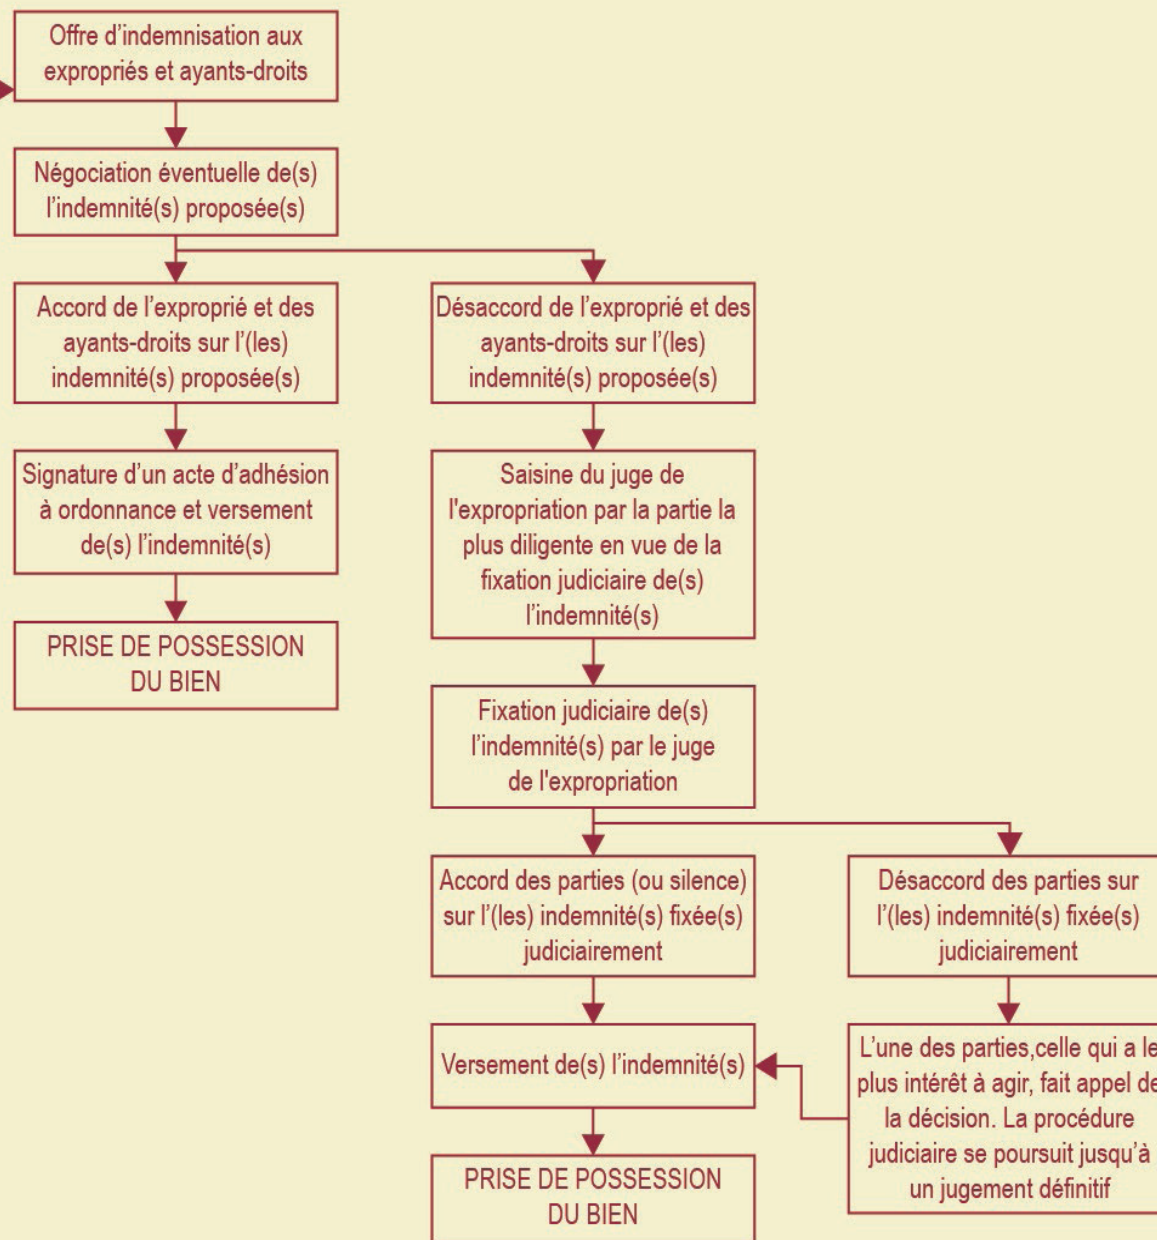 Offre d'indemnisation aux
expropriés et ayants-droits
Négociation éventuelle de(s)
l'indemnité(s) proposée(s)
Accord de l'exproprié et des
ayants-droits sur l'(les)
indemnité(s) proposée(s)
Désaccord de l'exproprié et des
ayants-droits sur l'(les)
indemnité(s) proposée(s)
Signature d'un acte d'adhésion
à ordonnance et versement
de(s) l'indemnité(s)
Saisine du juge de
l'expropriation par la partie la
plus diligente en vue de la
fixation judiciaire de(s)
l'indemnité(s)
PRISE DE POSSESSION
DU BIEN
Fixation judiciaire de(s)
l'indemnité(s) par le juge
de l'expropriation
Accord des parties (ou silence)
sur l'(les) indemnité(s) fixée(s)
judiciairement
Désaccord des parties sur
l'(les) indemnité(s) fixée(s)
judiciairement
Versement de(s) l'indemnité(s)
L'une des parties,celle qui a le
plus intérêt à agir, fait appel de
la décision. La procédure
judiciaire se poursuit jusqu'à
un jugement définitif
PRISE DE POSSESSION
DU BIEN